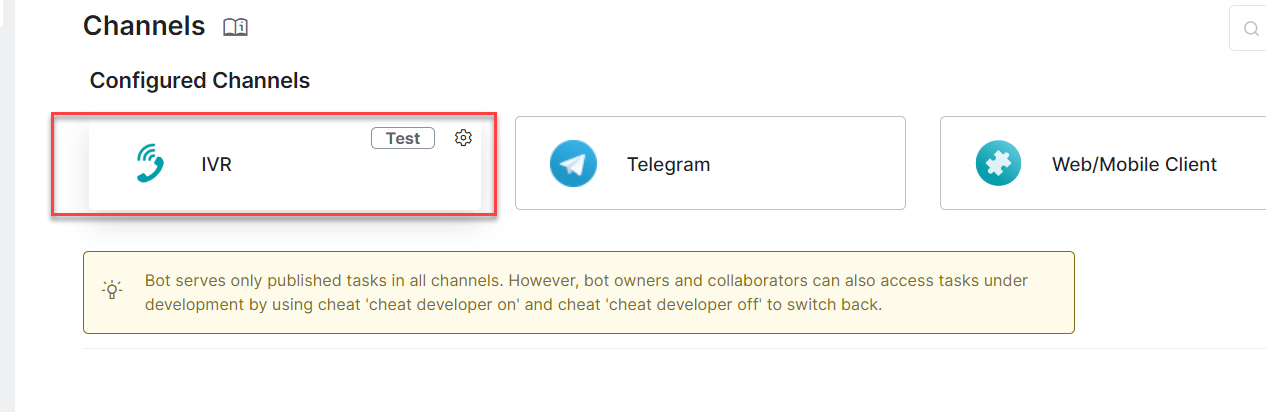 Channels
Configured Channels
Test
IVR
Telegram
Web/Mobile Client
Bot serves only published tasks in all channels. However, bot owners and collaborators can also access tasks under
development by using cheat 'cheat developer on' and cheat 'cheat developer off' to switch back.